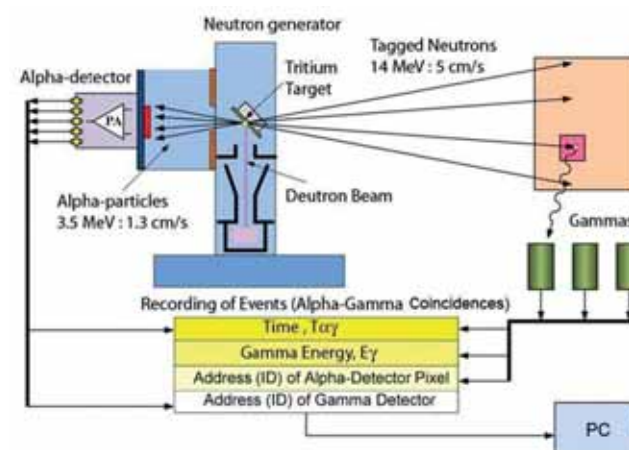 Neutron generator
Alpha-detector
PA
Tritium
Target
Tagged Neutrons
14 MeV : 5 cm/s
Alpha-particles
3.5 MeV : 1.3 cm/s
Deutron Beam
Gammas
Recording of Events (Alpha-Gamma Coincidences)
Time , Tαγ
Gamma Energy, Eγ
Address (ID) of Alpha-Detector Pixel
Address (ID) of Gamma Detector
PC